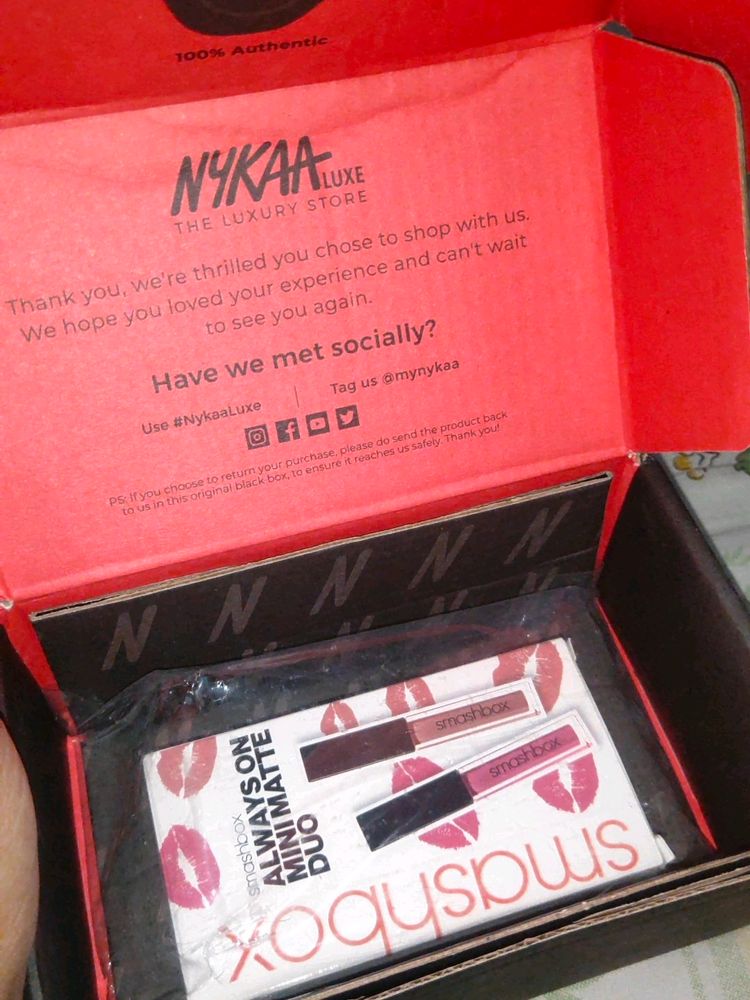 100% Authentic
NYKAA LUXE
THE LUXURY STORE
Thank you, we're thrilled you chose to shop with us.
We hope you loved your experience and can't wait
to see you again.
Have we met socially?
Use #NykaaLuxe | Tag us @mynykaa
PS: If you choose to return your purchase, please do send the product back
to us in this original black box, to ensure it reaches us safely. Thank you!
N N N N
smashbox
smashbox
smashbox
ALWAYS ON
MINI MATTE
DUO
smashbox